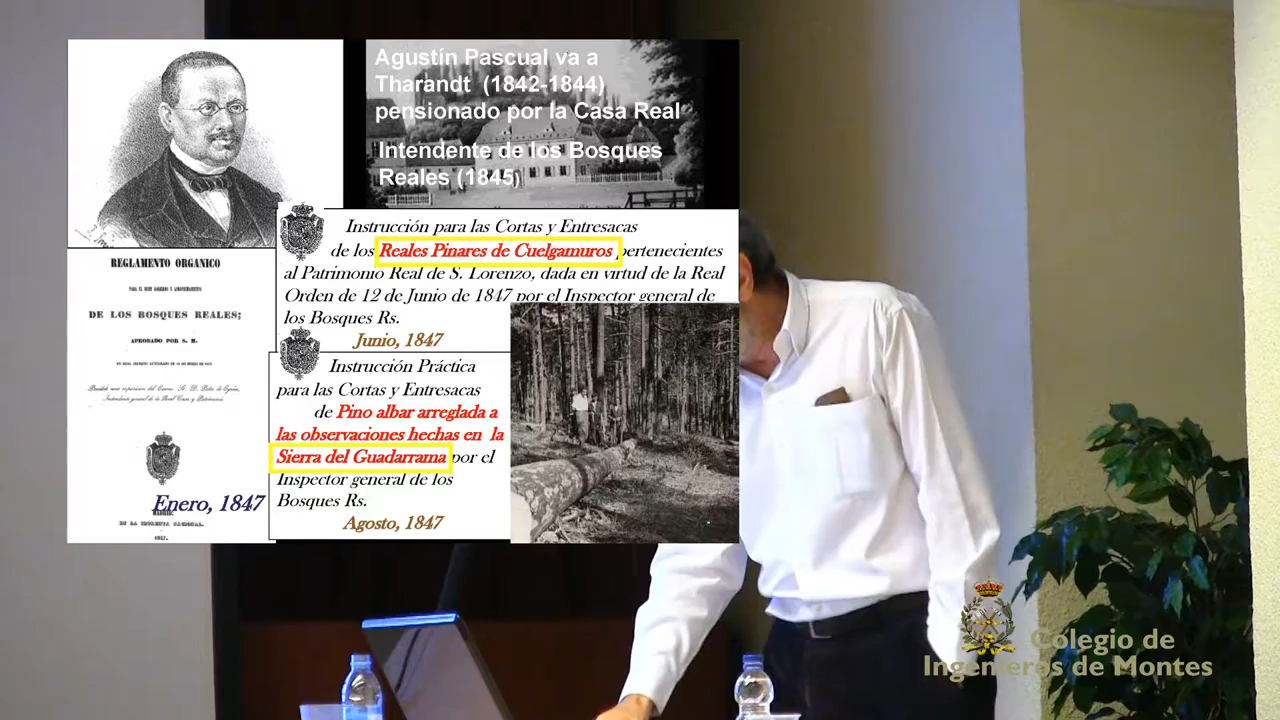 Agustín Pascual va a
Tharandt (1842-1844)
pensionado por la Casa Real
Intendente de los Bosques
Reales (1845)
Instrucción para las Cortas y Entresacas
de los Reales Pinares de Cuelgamuros pertenecientes
al Patrimonio Real de S. Lorenzo, dada en virtud de la Real
Orden de 12 de Junio de 1847 por el Inspector general de
los Bosques Rs.
Junio, 1847
REGLAMENTO ORGANICO
DE LOS BOSQUES REALES;
APROBADO POR S. M.
Enero, 1847
MADRID:
EN LA IMPRENTA NACIONAL.
1847.
Instrucción Práctica
para las Cortas y Entresacas
de Pino albar arreglada a
las observaciones hechas en la
Sierra del Guadarrama por el
Inspector general de los
Bosques Rs.
Agosto, 1847
Colegio de
Ingenieros de Montes